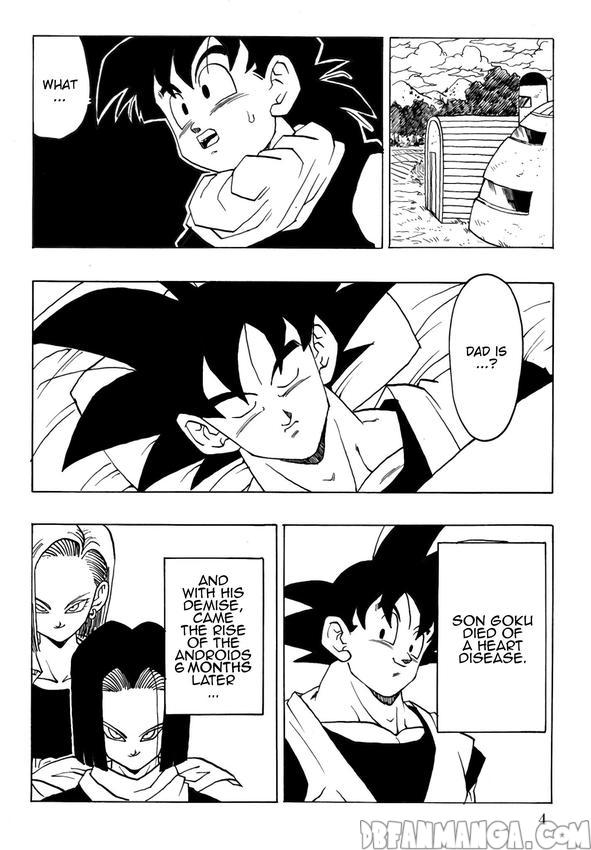 WHAT
...
DAD IS
...?
SON GOKU
DIED OF
A HEART
DISEASE.
AND
WITH HIS
DEMISE,
CAME
THE RISE
OF THE
ANDROIDS
6 MONTHS
LATER
...
4
DBFANMANGA.COM